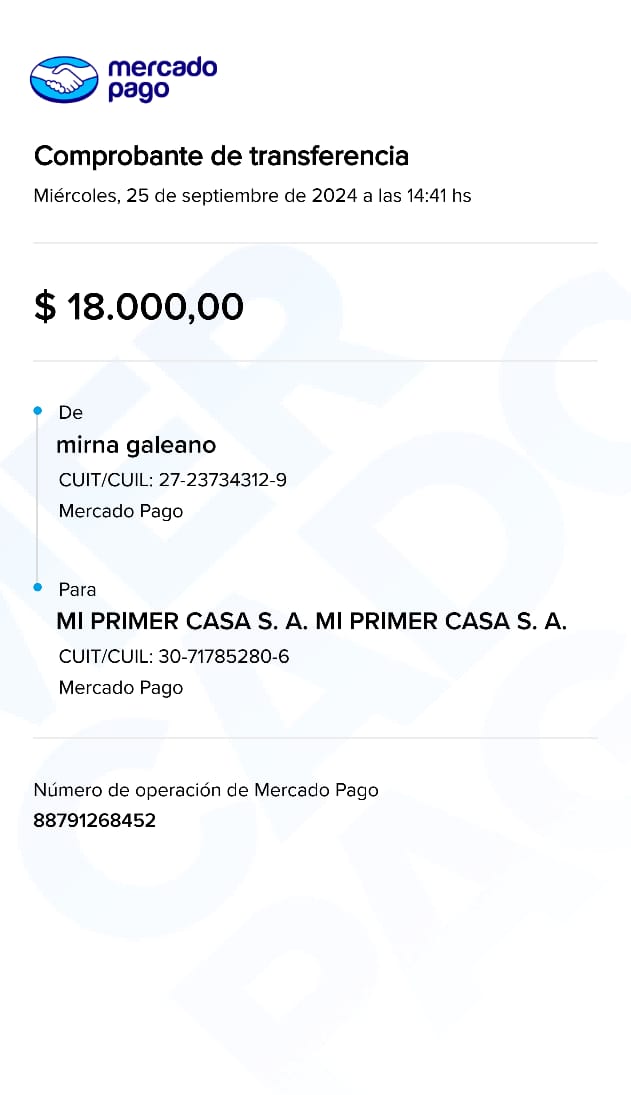 mercado
pago
Comprobante de transferencia
Miércoles, 25 de septiembre de 2024 a las 14:41 hs
$ 18.000,00
De
mirna galeano
CUIT/CUIL: 27-23734312-9
Mercado Pago
Para
MI PRIMER CASA S. A. MI PRIMER CASA S. A.
CUIT/CUIL: 30-71785280-6
Mercado Pago
Número de operación de Mercado Pago
88791268452